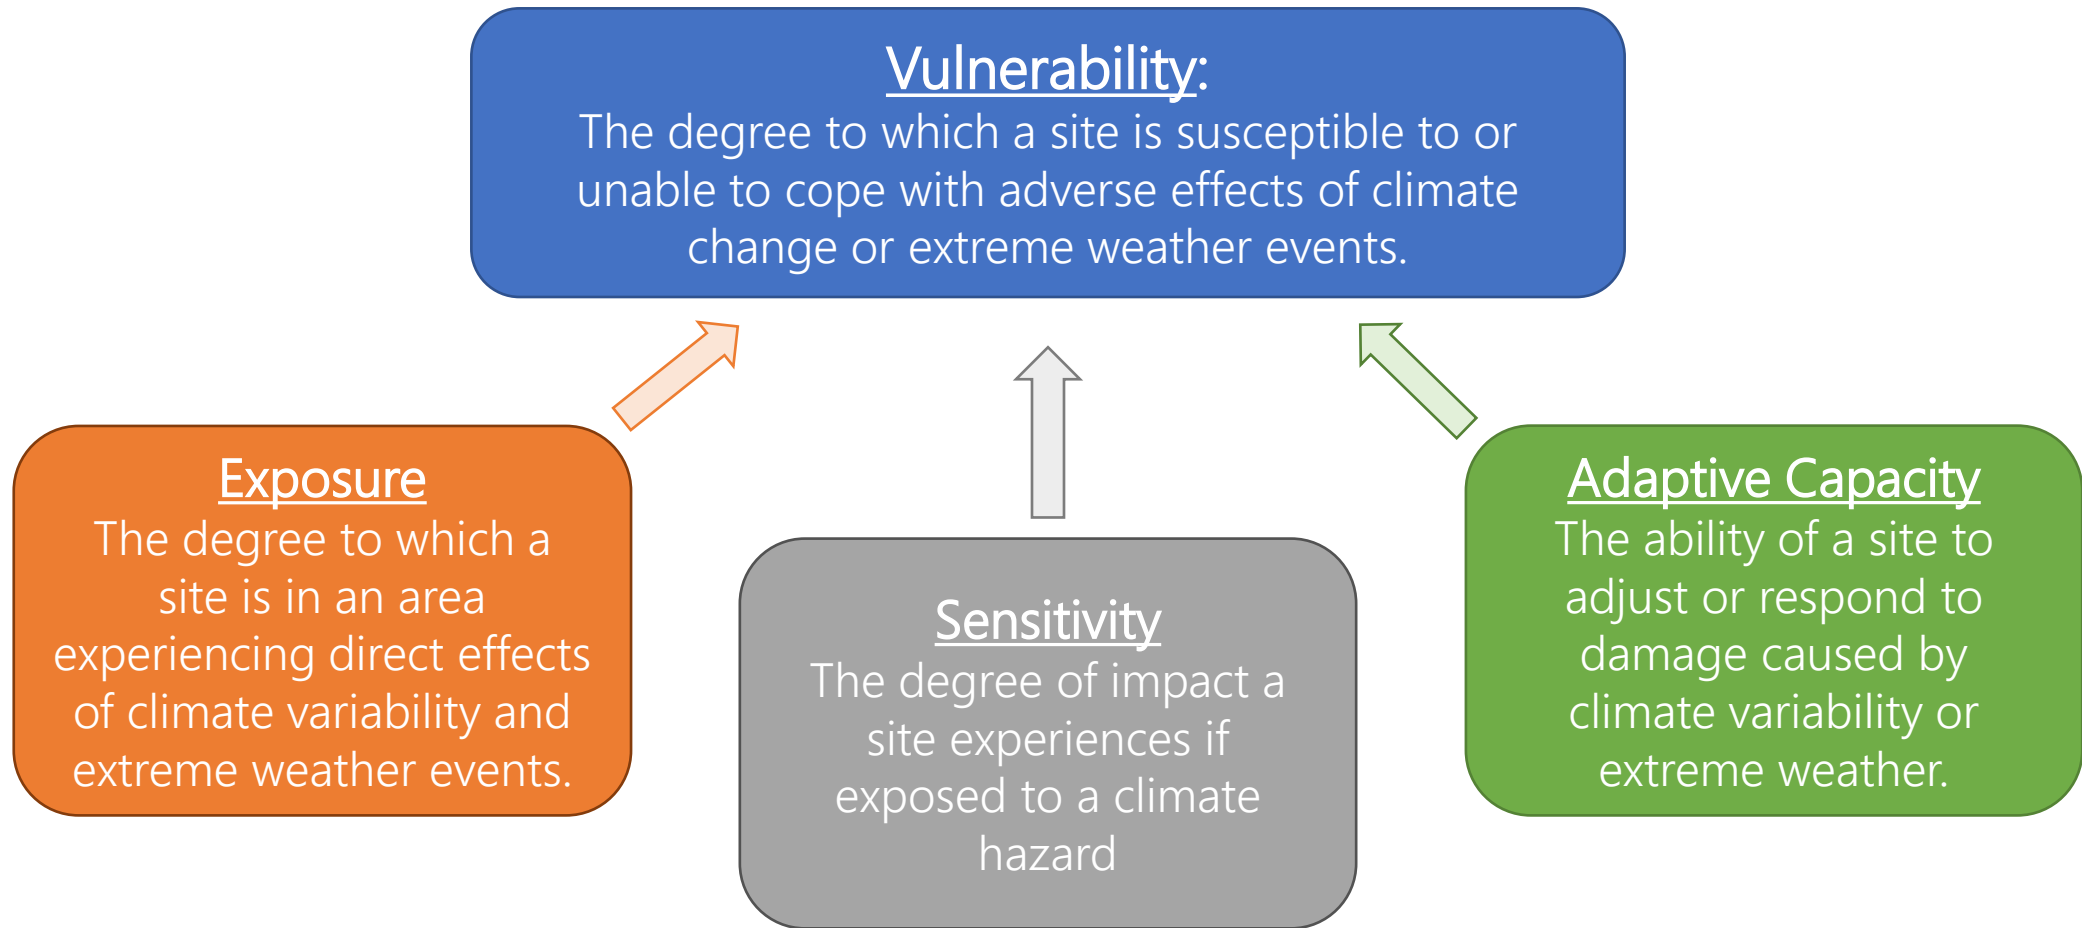 Vulnerability:
The degree to which a site is susceptible to or
unable to cope with adverse effects of climate
change or extreme weather events.
Exposure
The degree to which a
site is in an area
experiencing direct effects
of climate variability and
extreme weather events.
Sensitivity
The degree of impact a
site experiences if
exposed to a climate
hazard
Adaptive Capacity
The ability of a site to
adjust or respond to
damage caused by
climate variability or
extreme weather.